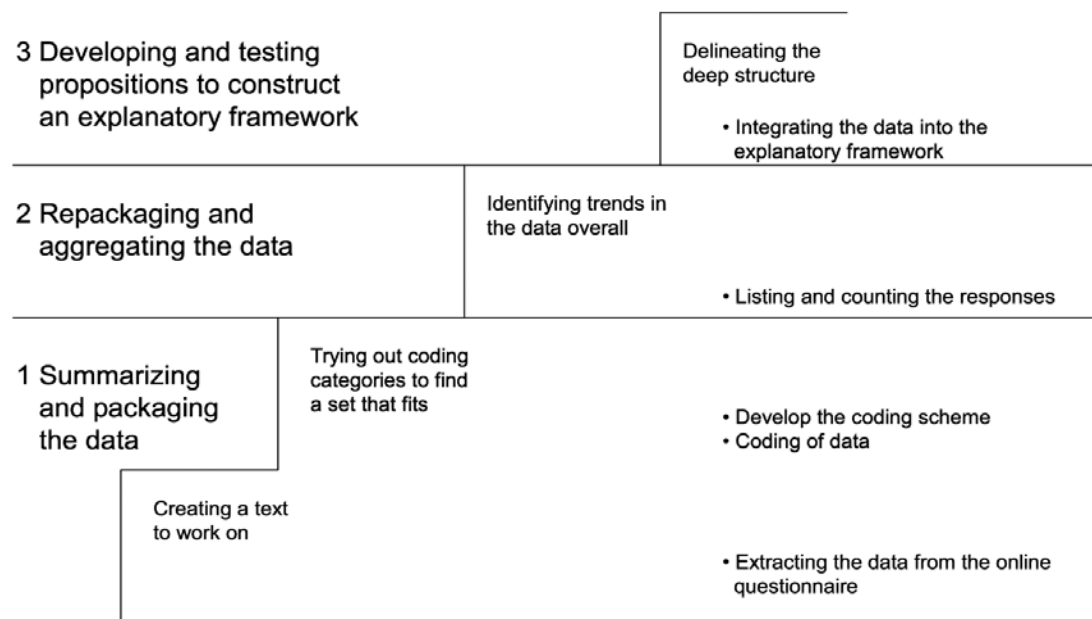 3 Developing and testing
propositions to construct
an explanatory framework
Delineating the
deep structure
• Integrating the data into the
explanatory framework
2 Repackaging and
aggregating the data
Identifying trends in
the data overall
• Listing and counting the responses
1 Summarizing
and packaging
the data
Trying out coding
categories to find
a set that fits
• Develop the coding scheme
• Coding of data
Creating a text
to work on
• Extracting the data from the online
questionnaire